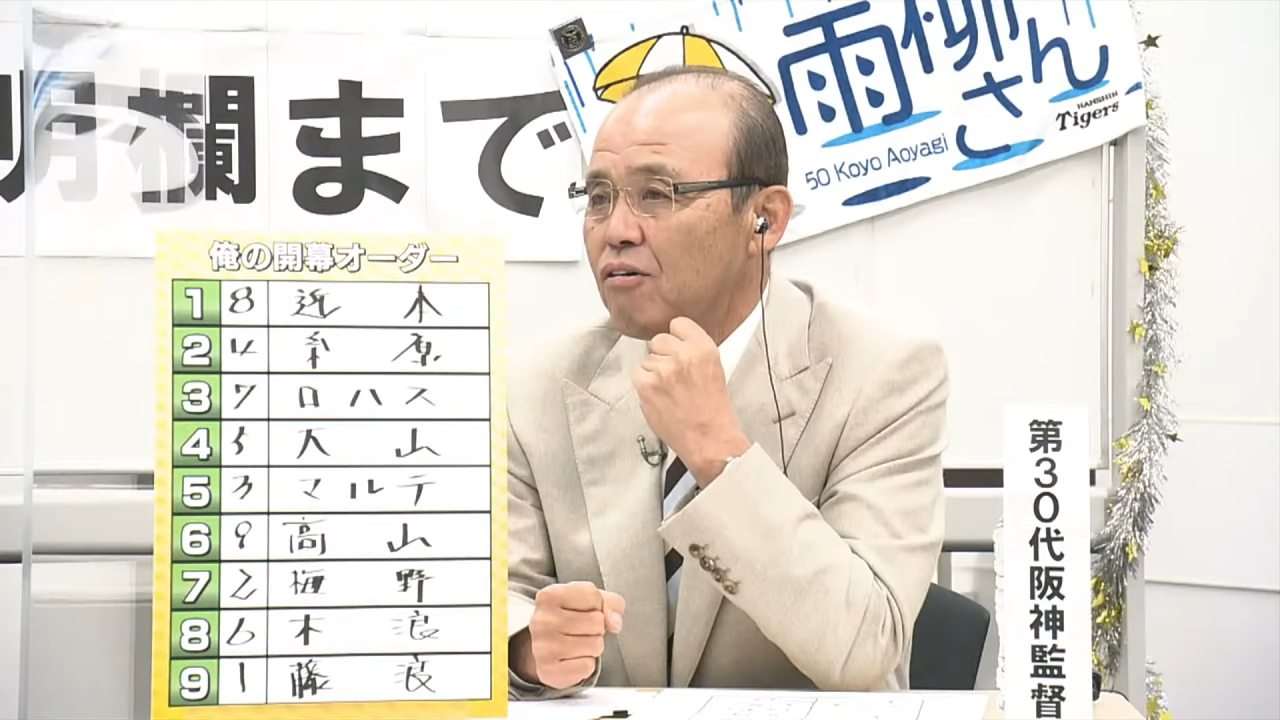 明欄まで
雨柳さん
HANSHIN
Tigers
50 Koyo Aoyagi
俺の開幕オーダー
1 8 近本
2 4 糸原
3 7 ロハス
4 5 大山
5 3 マルテ
6 9 高山
7 2 梅野
8 6 木浪
9 1 藤浪
第30代阪神監督